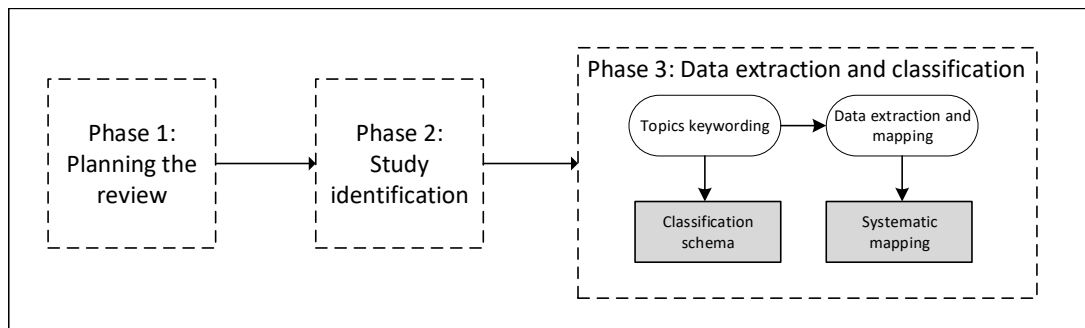 Phase 1:
Planning the
review
Phase 2:
Study
identification
Phase 3: Data extraction and classification
Topics keywording
Data extraction and
mapping
Classification
schema
Systematic
mapping